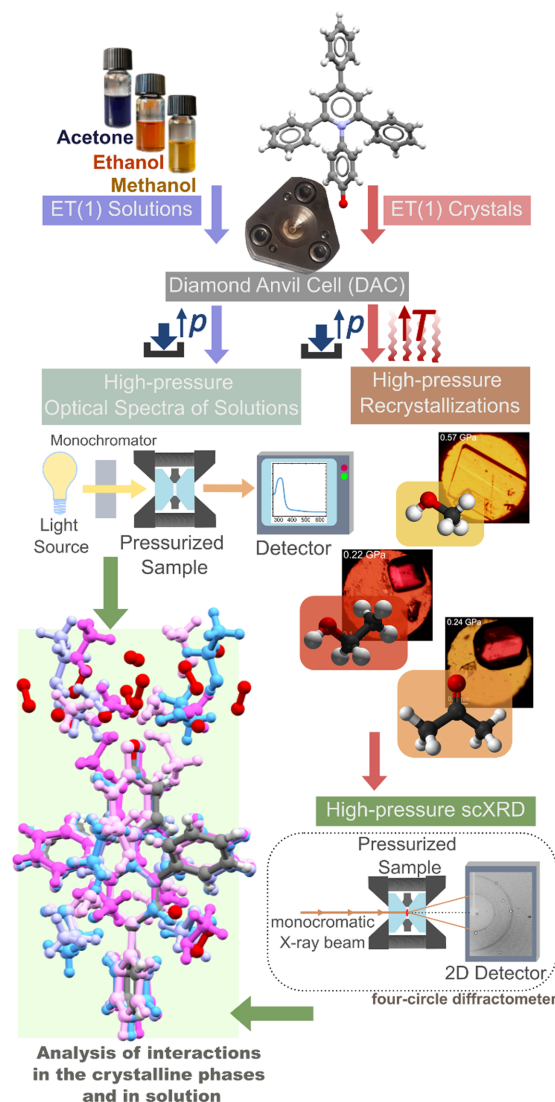 Acetone
Ethanol
Methanol
ET(1) Solutions
ET(1) Crystals
Diamond Anvil Cell (DAC)
p
p
T
High-pressure
Optical Spectra of Solutions
High-pressure
Recrystallizations
0.57 GPa
Monochromator
Light
Source
Pressurized
Sample
300 400 500 600
Detector
0.22 GPa
0.24 GPa
High-pressure scXRD
Pressurized
Sample
monocromatic
X-ray beam
2D Detector
four-circle diffractometer
Analysis of interactions
in the crystalline phases
and in solution